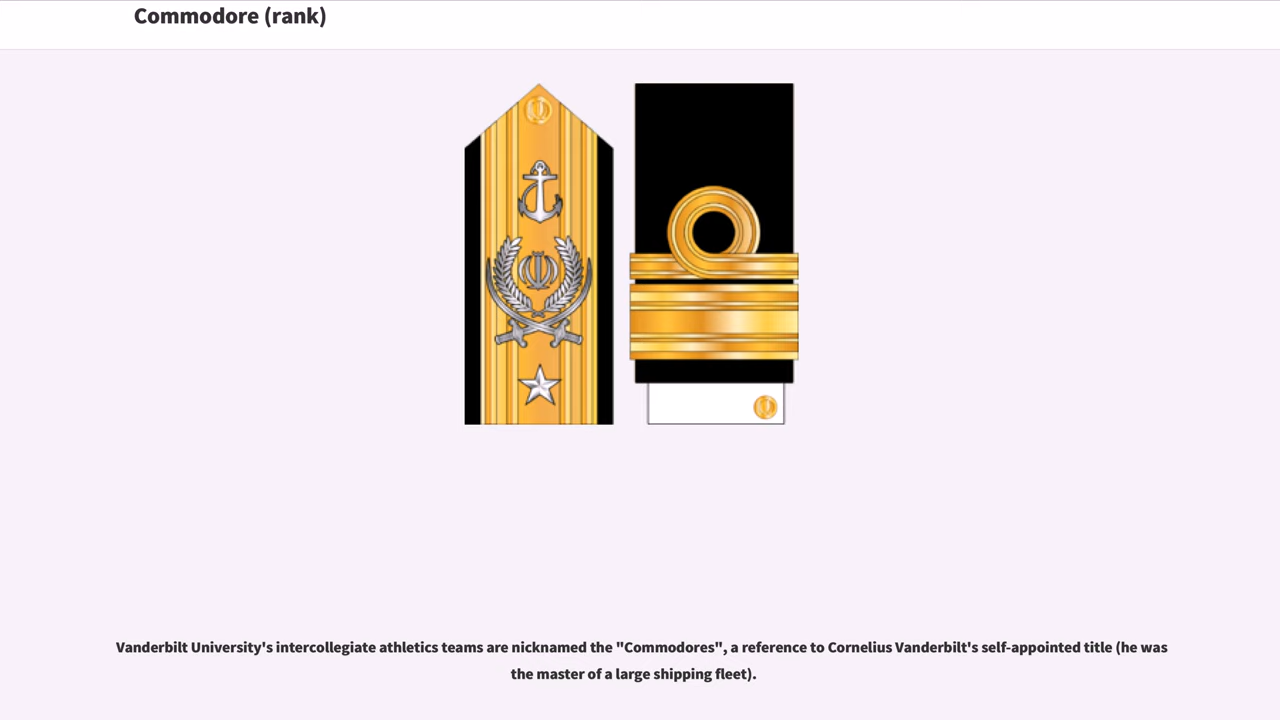 Commodore (rank)
Vanderbilt University's intercollegiate athletics teams are nicknamed the "Commodores", a reference to Cornelius Vanderbilt's self-appointed title (he was
the master of a large shipping fleet).